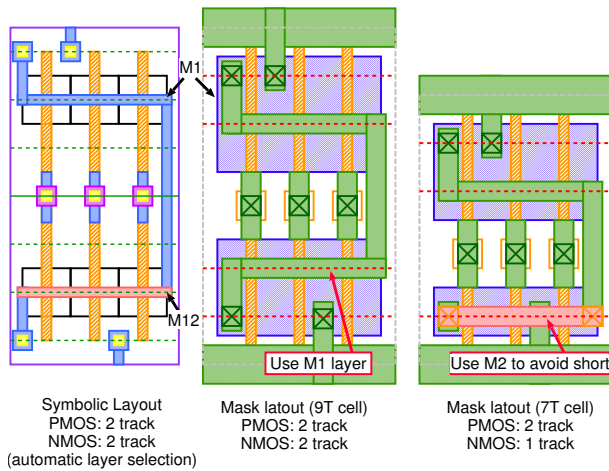 M1
M12
Use M1 layer
Use M2 to avoid short
Symbolic Layout
PMOS: 2 track
NMOS: 2 track
(automatic layer selection)
Mask latout (9T cell)
PMOS: 2 track
NMOS: 2 track
Mask latout (7T cell)
PMOS: 2 track
NMOS: 1 track